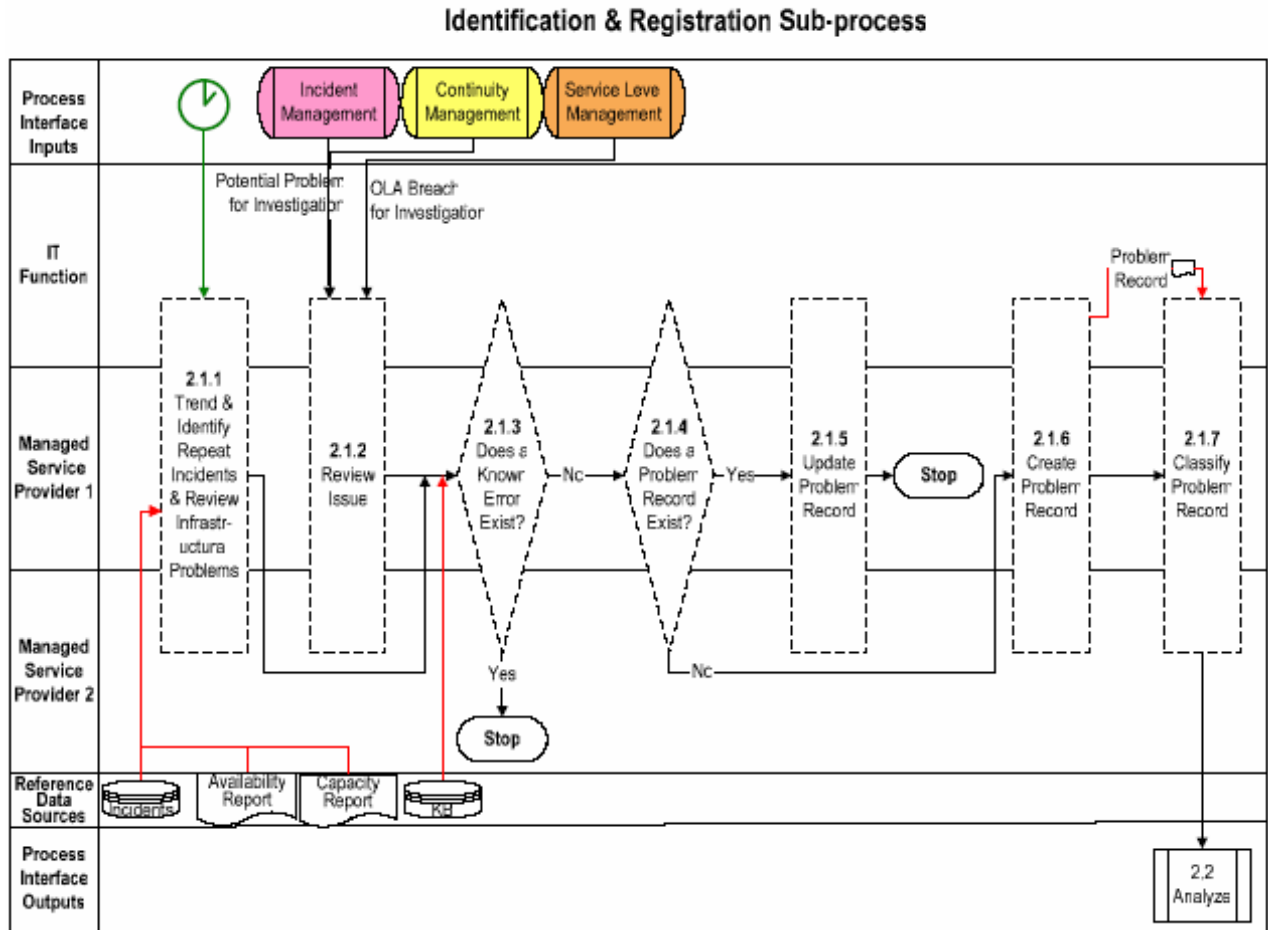 Identification & Registration Sub-process
Process
Interface
Inputs
Incident
Management
Continuity
Management
Service Leve
Management
IT
Function
Potential Problem
for Investigation
OLA Breach
for Investigation
Problem
Record
Managed
Service
Provider 1
2.1.1
Trend &
Identify
Repeat
Incidents
& Review
Infrastr-
uctura
Problems
2.1.2
Review
Issue
2.1.3
Does a
Known
Error
Exist?
No
2.1.4
Does a
Problem
Record
Exist?
Yes
2.1.5
Update
Problem
Record
Stop
2.1.6
Create
Problem
Record
2.1.7
Classify
Problem
Record
Managed
Service
Provider 2
Yes
Stop
No
Reference
Data
Sources
Incidents
Availability
Report
Capacity
Report
KB
Process
Interface
Outputs
2.2
Analyze